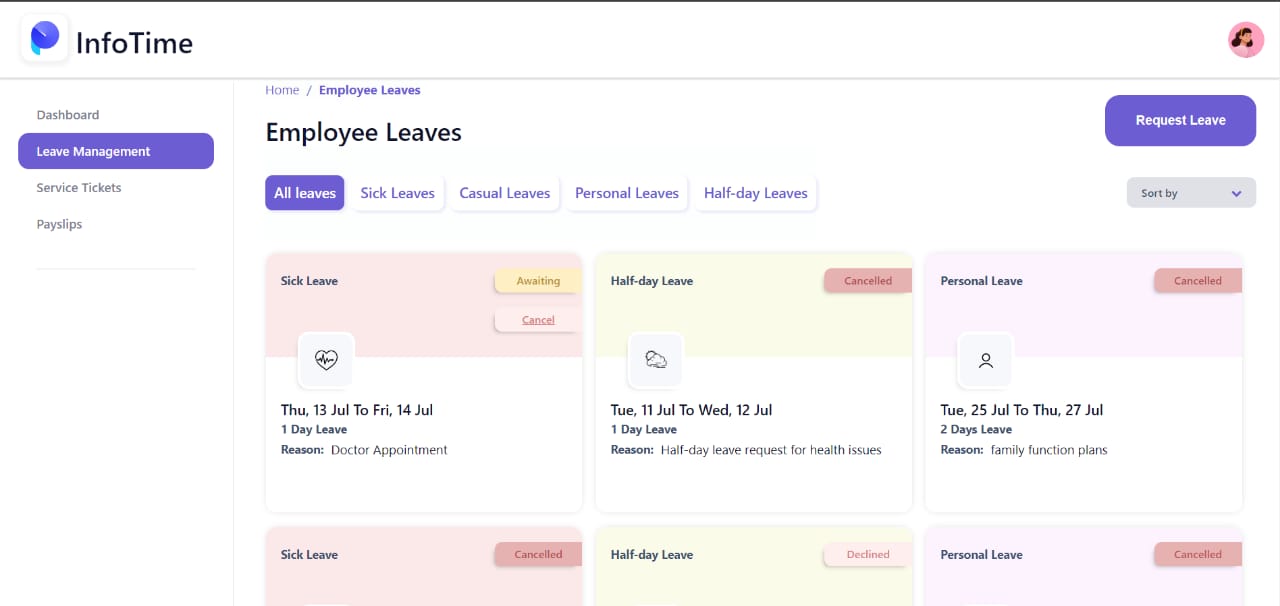 InfoTime
Home / Employee Leaves
Dashboard
Leave Management
Service Tickets
Payslips
Employee Leaves
Request Leave
All leaves
Sick Leaves
Casual Leaves
Personal Leaves
Half-day Leaves
Sort by
Sick Leave
Awaiting
Cancel
Thu, 13 Jul To Fri, 14 Jul
1 Day Leave
Reason: Doctor Appointment
Half-day Leave
Cancelled
Tue, 11 Jul To Wed, 12 Jul
1 Day Leave
Reason: Half-day leave request for health issues
Personal Leave
Cancelled
Tue, 25 Jul To Thu, 27 Jul
2 Days Leave
Reason: family function plans
Sick Leave
Cancelled
Half-day Leave
Declined
Personal Leave
Cancelled